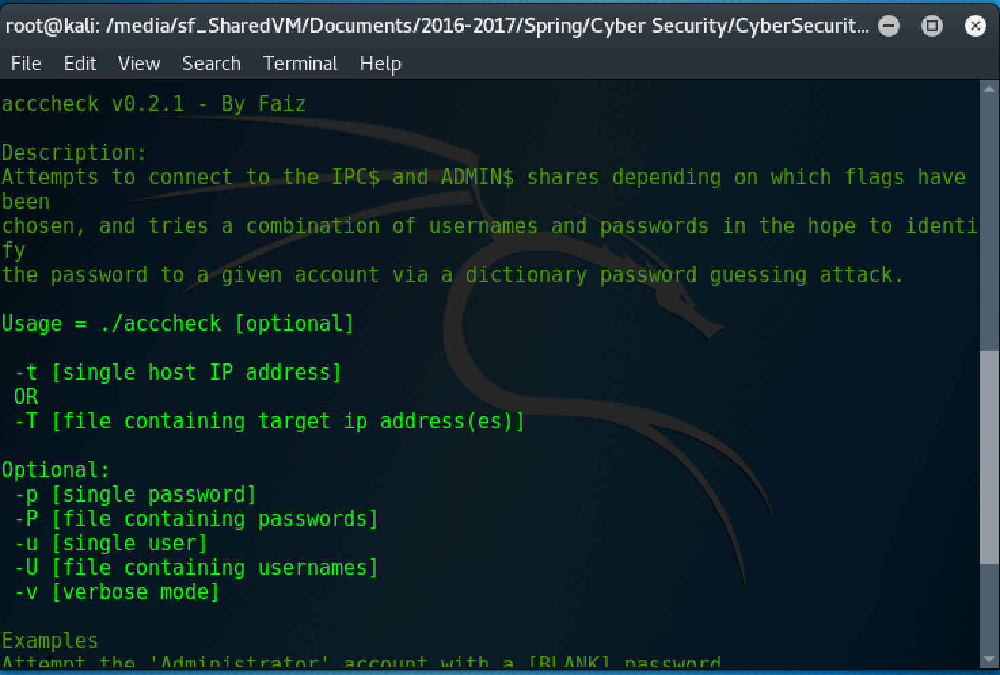 root@kali: /media/sf_SharedVM/Documents/2016-2017/Spring/Cyber Security/CyberSecurit...
File Edit View Search Terminal Help
acccheck v0.2.1 - By Faiz
Description:
Attempts to connect to the IPC$ and ADMIN$ shares depending on which flags have
been
chosen, and tries a combination of usernames and passwords in the hope to identi
fy
the password to a given account via a dictionary password guessing attack.
Usage = ./acccheck [optional]
-t [single host IP address]
OR
-T [file containing target ip address(es)]
Optional:
-p [single password]
-P [file containing passwords]
-u [single user]
-U [file containing usernames]
-v [verbose mode]
Examples
Attempt the 'Administrator' account with a [BLANK] password